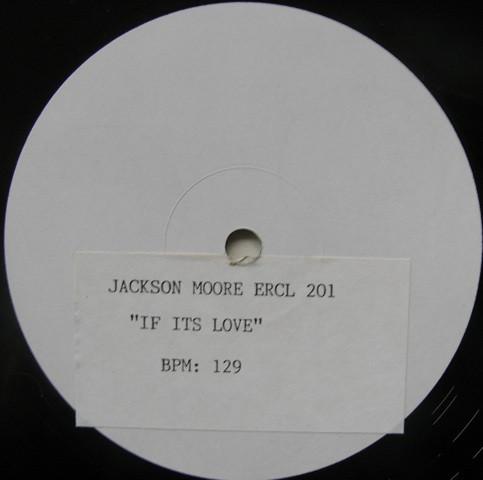 JACKSON MOORE ERCL 201
"IF ITS LOVE"
BPM: 129